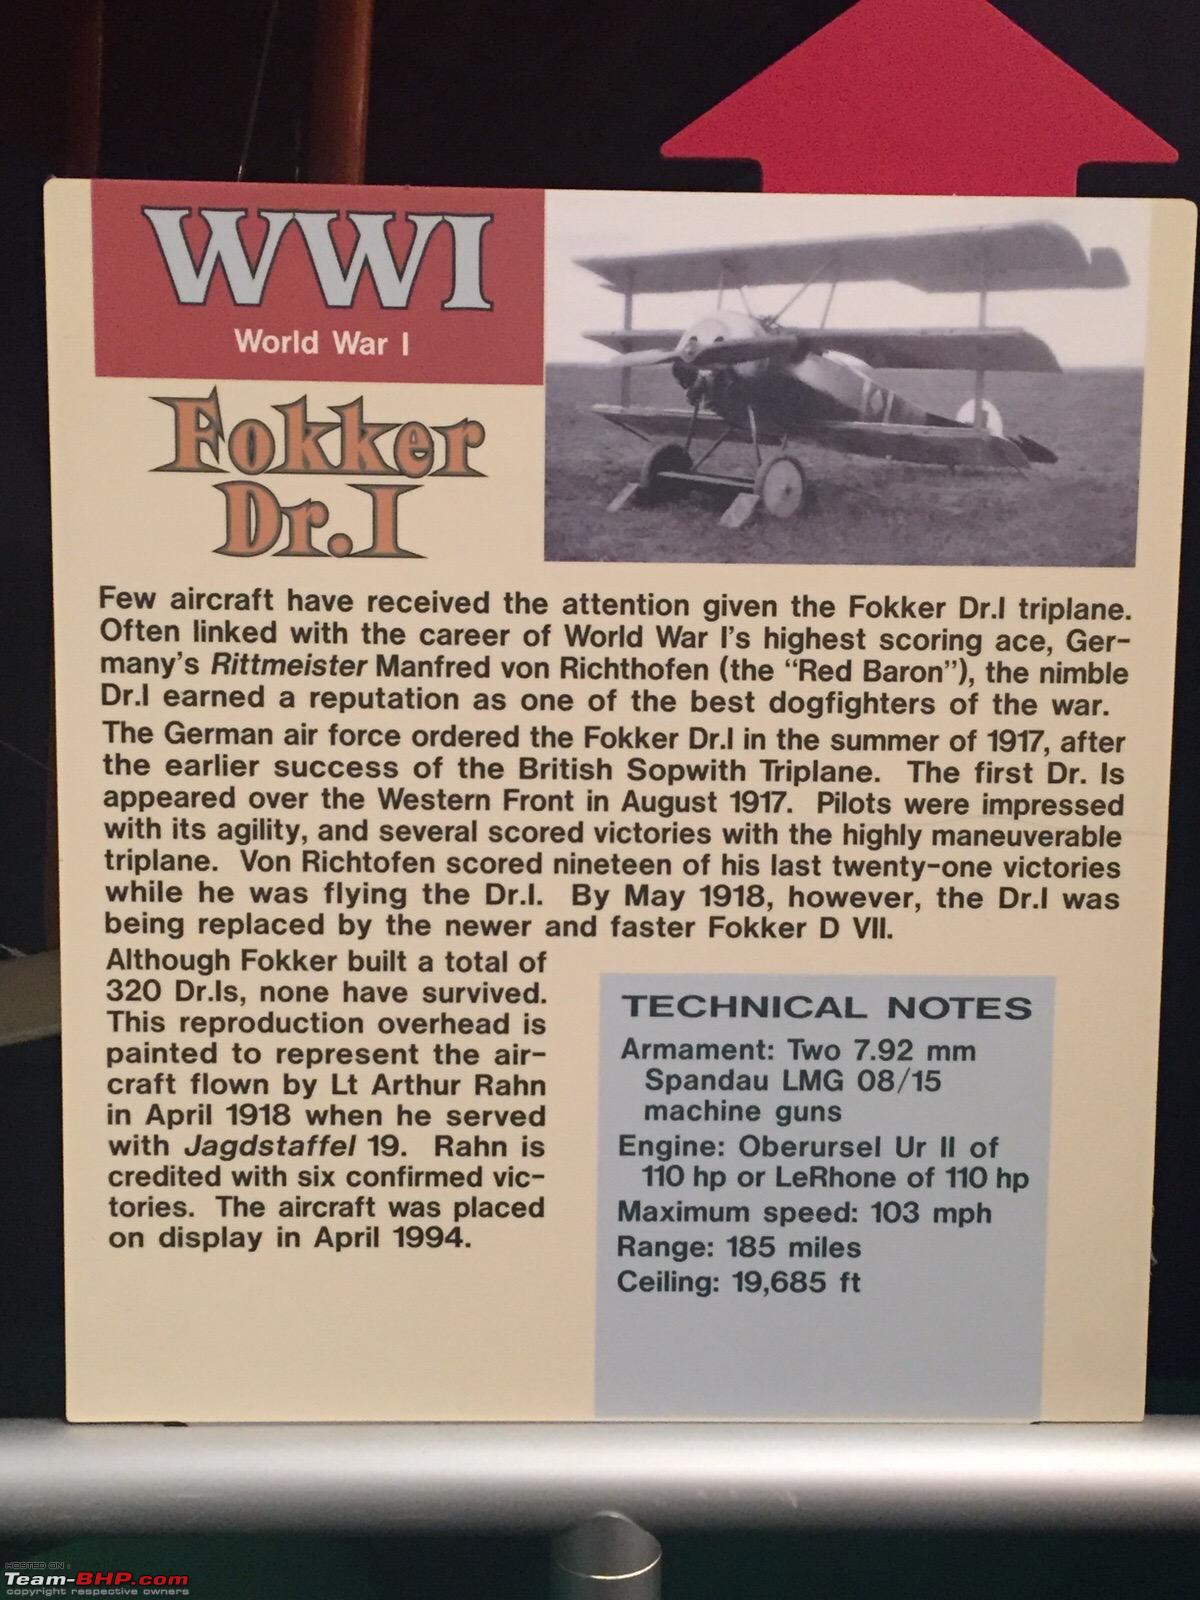 WWI
World War I
Fokker
Dr.I
Few aircraft have received the attention given the Fokker Dr.I triplane.
Often linked with the career of World War I's highest scoring ace, Ger-
many's Rittmeister Manfred von Richthofen (the "Red Baron"), the nimble
Dr.I earned a reputation as one of the best dogfighters of the war.
The German air force ordered the Fokker Dr.I in the summer of 1917, after
the earlier success of the British Sopwith Triplane. The first Dr. Is
appeared over the Western Front in August 1917. Pilots were impressed
with its agility, and several scored victories with the highly maneuverable
triplane. Von Richtofen scored nineteen of his last twenty-one victories
while he was flying the Dr.I. By May 1918, however, the Dr.I was
being replaced by the newer and faster Fokker D VII.
Although Fokker built a total of
320 Dr.Is, none have survived.
This reproduction overhead is
painted to represent the air-
craft flown by Lt Arthur Rahn
in April 1918 when he served
with Jagdstaffel 19. Rahn is
credited with six confirmed vic-
tories. The aircraft was placed
on display in April 1994.
TECHNICAL NOTES
Armament: Two 7.92 mm
Spandau LMG 08/15
machine guns
Engine: Oberursel Ur II of
110 hp or LeRhone of 110 hp
Maximum speed: 103 mph
Range: 185 miles
Ceiling: 19,685 ft
HOSTED ON :
Team-BHP.com
copyright respective owners